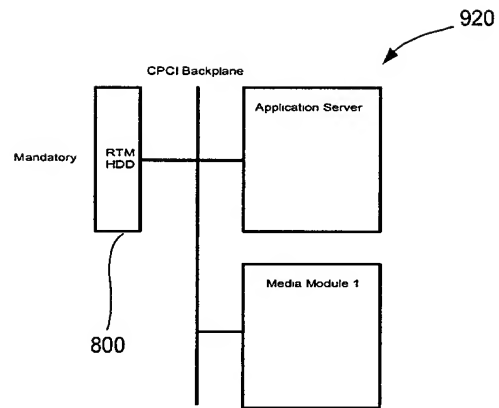 920
CPCI Backplane
Application Server
Mandatory
RTM
HDD
Media Module 1
800